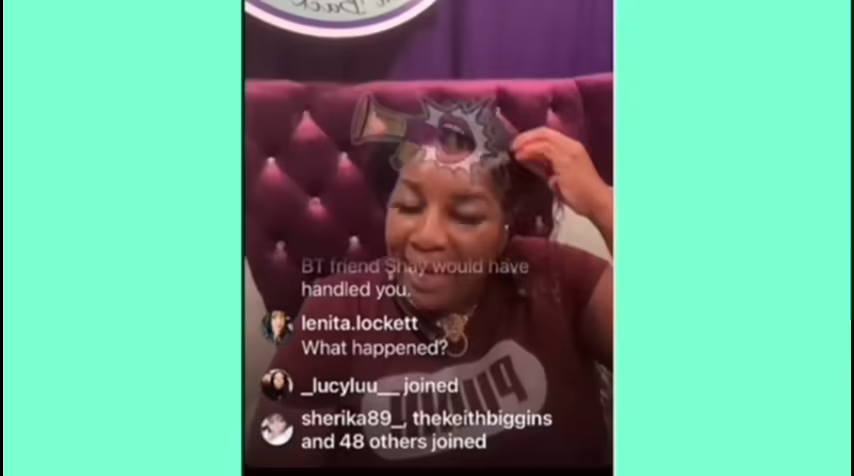 BT friend Shay would have
handled you.
lenita.lockett
What happened?
_lucyluu__ joined
sherika89_, thekeithbiggins
and 48 others joined